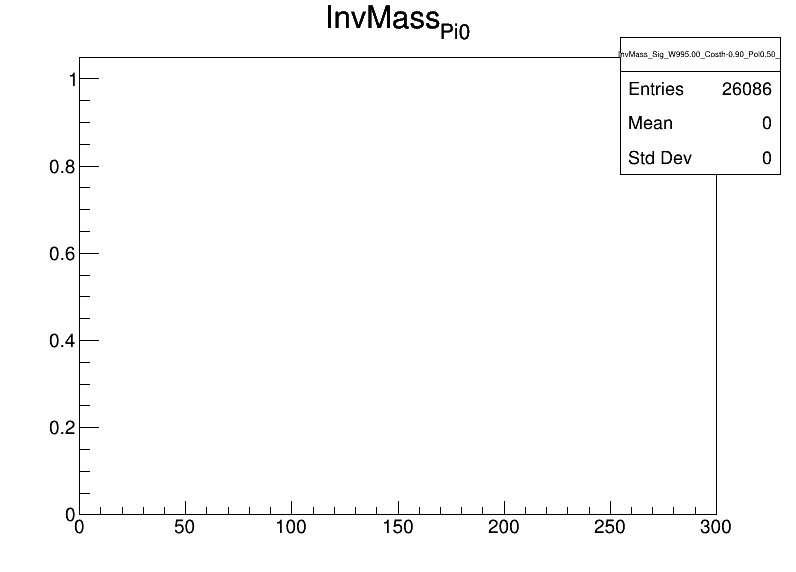 InvMass_Pi0
InvMass_Sig_W995.00_Costh-0.90_Pol0.50_
Entries 26086
Mean 0
Std Dev 0
1
0.8
0.6
0.4
0.2
0
0 50 100 150 200 250 300